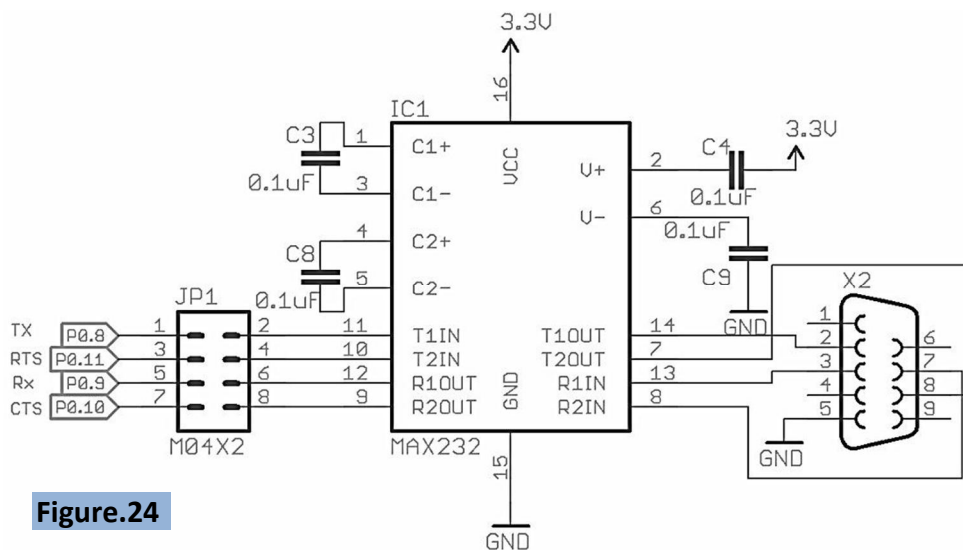 3.3V
16
IC1
C3
1
C1+
VCC
V+
2
C4
3.3V
0.1uF
3
C1-
0.1uF
V-
6
0.1uF
4
C2+
C8
5
C2-
0.1uF
C9
GND
X2
JP1
TX
P0.8
1
2
11
T1IN
T1OUT
14
RTS
P0.11
3
4
10
T2IN
T2OUT
7
Rx
P0.9
5
6
12
R1OUT
GND
R1IN
13
CTS
P0.10
7
8
9
R2OUT
R2IN
8
1
2
3
4
5
6
7
8
9
GND
M04X2
MAX232
15
GND
Figure.24